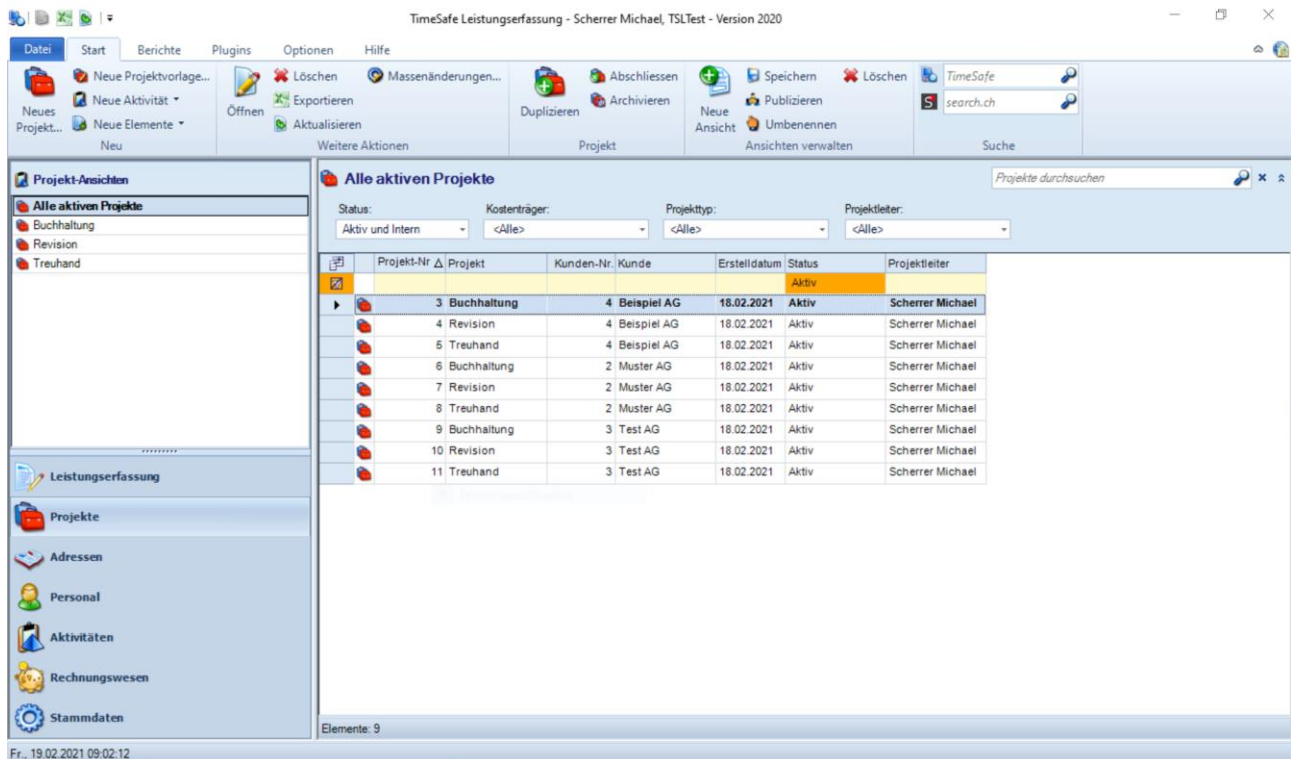 TimeSafe Leistungserfassung - Scherrer Michael, TSLTest - Version 2020
Datei Start Berichte Plugins Optionen Hilfe
Neues Projekt...
Neue Projektvorlage...
Neue Aktivität
Neue Elemente
Neu
Öffnen
Löschen
Exportieren
Aktualisieren
Massenänderungen...
Weitere Aktionen
Duplizieren
Abschliessen
Archivieren
Projekt
Neue Ansicht
Speichern
Publizieren
Umbenennen
Löschen
Ansichten verwalten
TimeSafe
search.ch
Suche
Projekt-Ansichten
Alle aktiven Projekte
Buchhaltung
Revision
Treuhand
Leistungserfassung
Projekte
Adressen
Personal
Aktivitäten
Rechnungswesen
Stammdaten
Alle aktiven Projekte
Projekte durchsuchen
Status: Kostenträger: Projekttyp: Projektleiter:
Aktiv und Intern <Alle> <Alle> <Alle>
Projekt-Nr Projekt Kunden-Nr. Kunde Erstelldatum Status Projektleiter
Aktiv
3 Buchhaltung 4 Beispiel AG 18.02.2021 Aktiv Scherrer Michael
4 Revision 4 Beispiel AG 18.02.2021 Aktiv Scherrer Michael
5 Treuhand 4 Beispiel AG 18.02.2021 Aktiv Scherrer Michael
6 Buchhaltung 2 Muster AG 18.02.2021 Aktiv Scherrer Michael
7 Revision 2 Muster AG 18.02.2021 Aktiv Scherrer Michael
8 Treuhand 2 Muster AG 18.02.2021 Aktiv Scherrer Michael
9 Buchhaltung 3 Test AG 18.02.2021 Aktiv Scherrer Michael
10 Revision 3 Test AG 18.02.2021 Aktiv Scherrer Michael
11 Treuhand 3 Test AG 18.02.2021 Aktiv Scherrer Michael
Elemente: 9
Fr., 19.02.2021 09:02:12